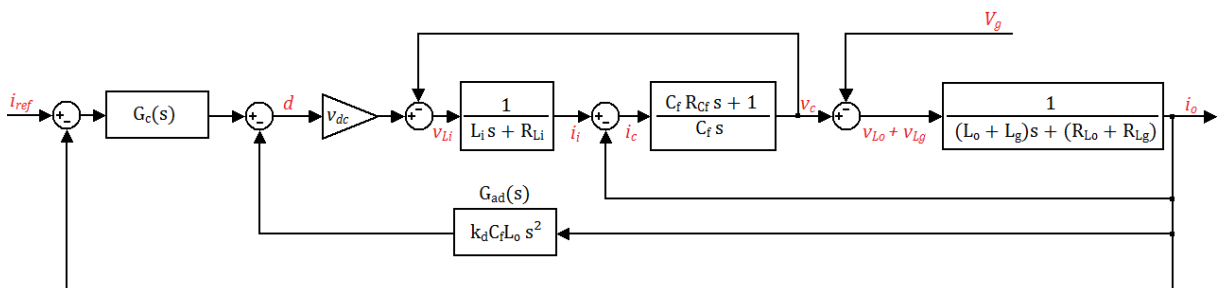 V_g
i_ref
G_c(s)
d
v_dc
v_Li
1
L_i s + R_Li
i_i
i_c
C_f R_Cf s + 1
C_f s
v_c
v_Lo + v_Lg
1
(L_o + L_g)s + (R_Lo + R_Lg)
i_o
G_ad(s)
k_d C_f L_o s²